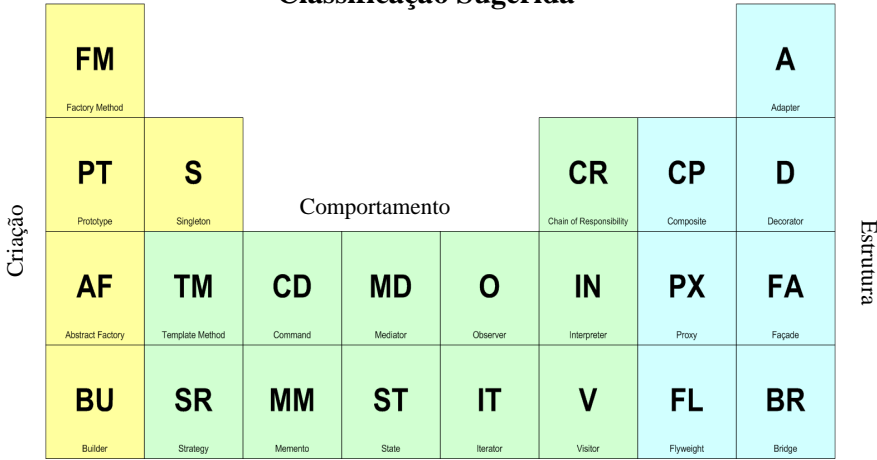 Classificação Sugerida
FM
A
Factory Method
Adapter
PT
S
CR
CP
D
Prototype
Singleton
Comportamento
Chain of Responsibility
Composite
Decorator
Criação
Estrutura
AF
TM
CD
MD
O
IN
PX
FA
Abstract Factory
Template Method
Command
Mediator
Observer
Interpreter
Proxy
Façade
BU
SR
MM
ST
IT
V
FL
BR
Builder
Strategy
Memento
State
Iterator
Visitor
Flyweight
Bridge